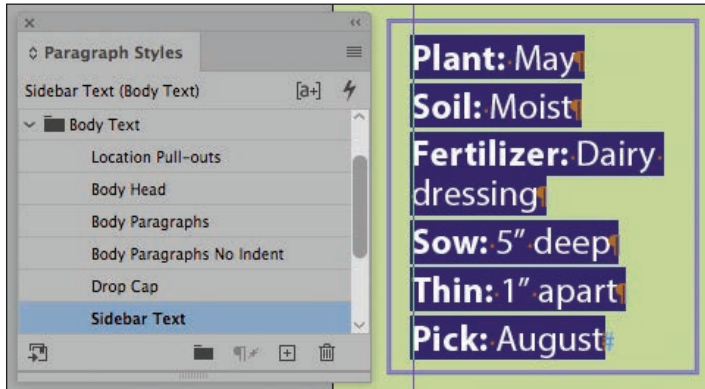 Paragraph Styles
Sidebar Text (Body Text)
[a+]
Body Text
Location Pull-outs
Body Head
Body Paragraphs
Body Paragraphs No Indent
Drop Cap
Sidebar Text
Plant: May¶
Soil: Moist¶
Fertilizer: Dairy
dressing¶
Sow: 5” deep¶
Thin: 1” apart¶
Pick: August#